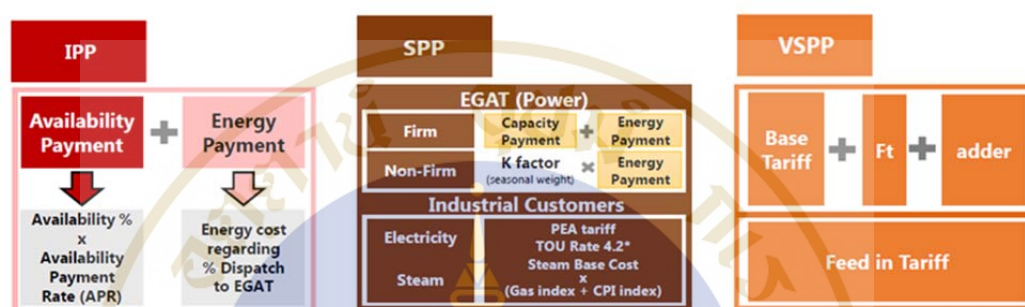 IPP
Availability
Payment
+
Energy
Payment
Availability %
x
Availability
Payment
Rate (APR)
Energy cost
regarding
% Dispatch
to EGAT
SPP
EGAT (Power)
Firm
Capacity
Payment
+
Energy
Payment
Non-Firm
K factor
(seasonal weight)
x
Energy
Payment
Industrial Customers
Electricity
PEA tariff
TOU Rate 4.2*
Steam
Steam Base Cost
x
(Gas index + CPI index)
VSPP
Base
Tariff
+
Ft
+
adder
Feed in Tariff